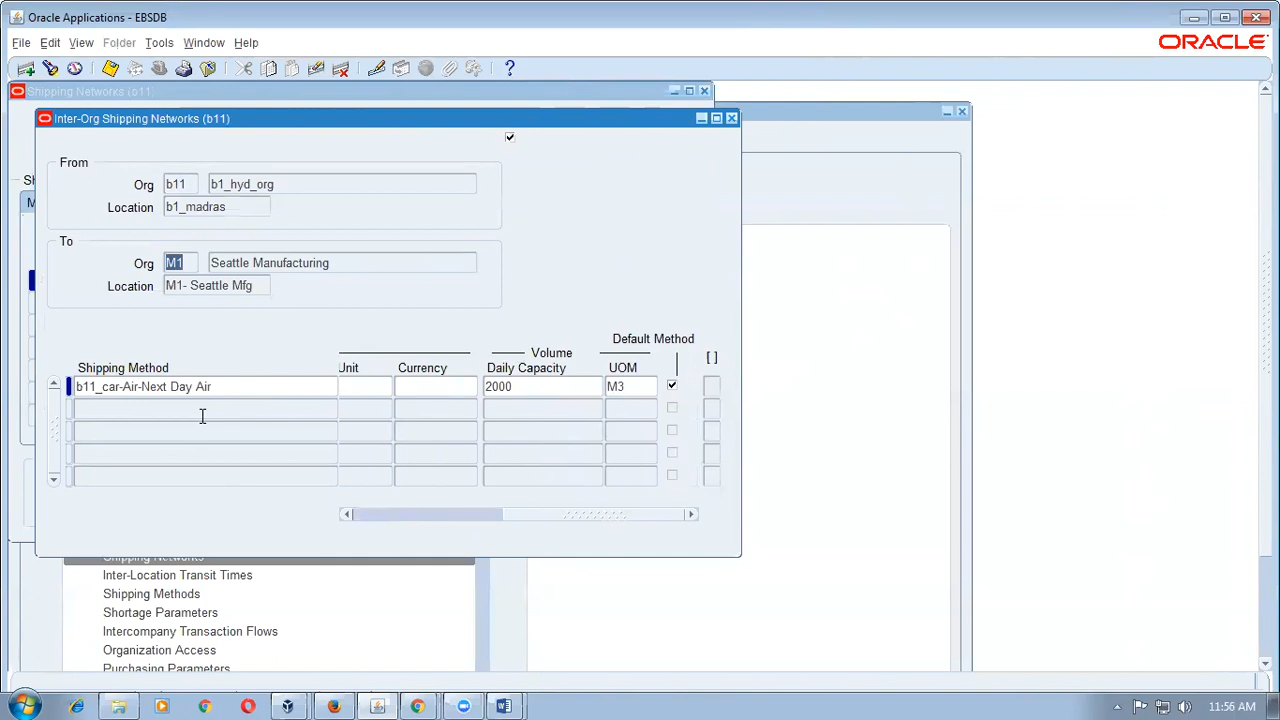 Oracle Applications - EBSDB
File Edit View Folder Tools Window Help
ORACLE
Shipping Networks (b11)
Inter-Org Shipping Networks (b11)
From
Org b11 b1_hyd_org
Location b1_madras
To
Org M1 Seattle Manufacturing
Location M1- Seattle Mfg
Default Method
Volume
[ ]
Shipping Method Unit Currency Daily Capacity UOM
b11_car-Air-Next Day Air 2000 M3
Shipping Networks
Inter-Location Transit Times
Shipping Methods
Shortage Parameters
Intercompany Transaction Flows
Organization Access
Purchasing Parameters
11:56 AM